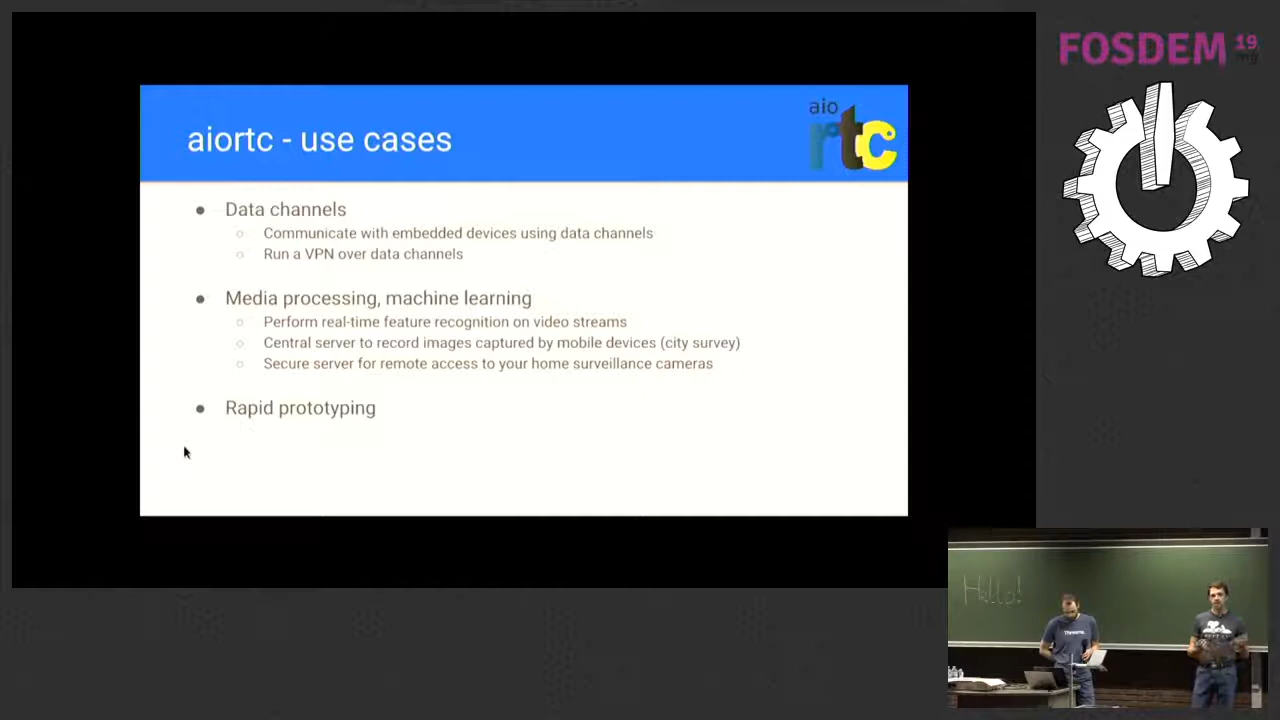 FOSDEM 19
.org
aiortc - use cases
aio
rtc
● Data channels
○ Communicate with embedded devices using data channels
○ Run a VPN over data channels
● Media processing, machine learning
○ Perform real-time feature recognition on video streams
○ Central server to record images captured by mobile devices (city survey)
○ Secure server for remote access to your home surveillance cameras
● Rapid prototyping
Hello!
Threema.